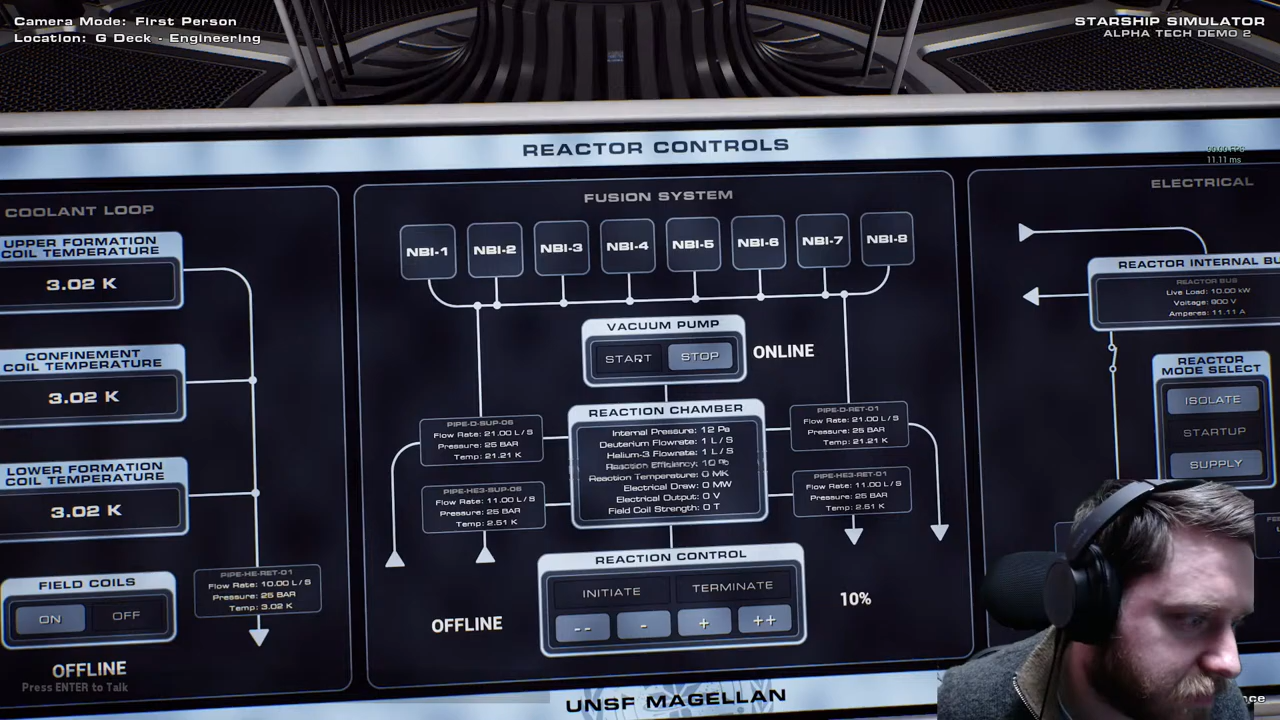 Camera Mode: First Person
Location: G Deck - Engineering
STARSHIP SIMULATOR
ALPHA TECH DEMO 2
11.11 ms
REACTOR CONTROLS
COOLANT LOOP
UPPER FORMATION
COIL TEMPERATURE
3.02 K
CONFINEMENT
COIL TEMPERATURE
3.02 K
LOWER FORMATION
COIL TEMPERATURE
3.02 K
FIELD COILS
ON OFF
OFFLINE
PIPE-HE-RET-01
Flow Rate: 10.00 L / S
Pressure: 25 BAR
Temp: 3.02 K
Press ENTER to Talk
FUSION SYSTEM
NBI-1 NBI-2 NBI-3 NBI-4 NBI-5 NBI-6 NBI-7 NBI-8
VACUUM PUMP
START STOP
ONLINE
PIPE-D-SUP-06
Flow Rate: 21.00 L / S
Pressure: 25 BAR
Temp: 21.21 K
PIPE-HE3-SUP-06
Flow Rate: 11.00 L / S
Pressure: 25 BAR
Temp: 2.51 K
REACTION CHAMBER
Internal Pressure: 12 Pa
Deuterium Flowrate: 1 L / S
Helium-3 Flowrate: 1 L / S
Reaction Efficiency: 10 %
Reaction Temperature: 0 MK
Electrical Draw: 0 MW
Electrical Output: 0 V
Field Coil Strength: 0 T
PIPE-D-RET-01
Flow Rate: 21.00 L / S
Pressure: 25 BAR
Temp: 21.21 K
PIPE-HE3-RET-01
Flow Rate: 11.00 L / S
Pressure: 25 BAR
Temp: 2.51 K
REACTION CONTROL
INITIATE TERMINATE
-- - + ++
OFFLINE
10%
ELECTRICAL
REACTOR INTERNAL
REACTOR BUS
Live Load: 10.00 kW
Voltage: 900 V
Amperes: 11.11 A
REACTOR
MODE SELECT
ISOLATE
STARTUP
SUPPLY
UNSF MAGELLAN